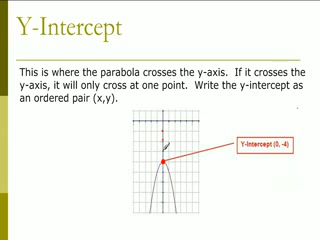 Y-Intercept
This is where the parabola crosses the y-axis.  If it crosses the
y-axis, it will only cross at one point.  Write the y-intercept as
an ordered pair (x,y).
Y-Intercept (0, -4)